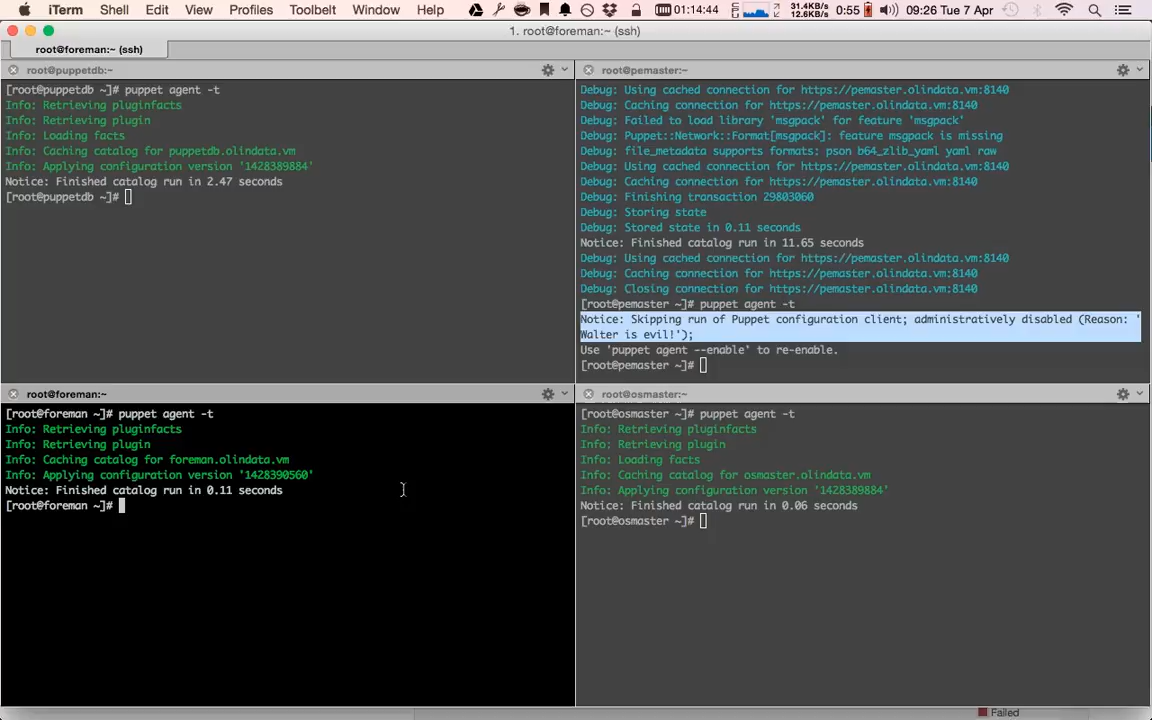 iTerm Shell Edit View Profiles Toolbelt Window Help 01:14:44 31.4KB/s 12.6KB/s 0:55 09:26 Tue 7 Apr
1. root@foreman:~ (ssh)
root@foreman:~ (ssh)
root@puppetdb:~
[root@puppetdb ~]# puppet agent -t
Info: Retrieving pluginfacts
Info: Retrieving plugin
Info: Loading facts
Info: Caching catalog for puppetdb.olindata.vm
Info: Applying configuration version '1428389884'
Notice: Finished catalog run in 2.47 seconds
[root@puppetdb ~]#
root@pemaster:~
Debug: Using cached connection for https://pemaster.olindata.vm:8140
Debug: Caching connection for https://pemaster.olindata.vm:8140
Debug: Failed to load library 'msgpack' for feature 'msgpack'
Debug: Puppet::Network::Format[msgpack]: feature msgpack is missing
Debug: file_metadata supports formats: pson b64_zlib_yaml yaml raw
Debug: Using cached connection for https://pemaster.olindata.vm:8140
Debug: Caching connection for https://pemaster.olindata.vm:8140
Debug: Finishing transaction 29803060
Debug: Storing state
Debug: Stored state in 0.11 seconds
Notice: Finished catalog run in 11.65 seconds
Debug: Using cached connection for https://pemaster.olindata.vm:8140
Debug: Caching connection for https://pemaster.olindata.vm:8140
Debug: Closing connection for https://pemaster.olindata.vm:8140
[root@pemaster ~]# puppet agent -t
Notice: Skipping run of Puppet configuration client; administratively disabled (Reason: '
Walter is evil!');
Use 'puppet agent --enable' to re-enable.
[root@pemaster ~]#
root@foreman:~
[root@foreman ~]# puppet agent -t
Info: Retrieving pluginfacts
Info: Retrieving plugin
Info: Caching catalog for foreman.olindata.vm
Info: Applying configuration version '1428390560'
Notice: Finished catalog run in 0.11 seconds
[root@foreman ~]#
root@osmaster:~
[root@osmaster ~]# puppet agent -t
Info: Retrieving pluginfacts
Info: Retrieving plugin
Info: Loading facts
Info: Caching catalog for osmaster.olindata.vm
Info: Applying configuration version '1428389884'
Notice: Finished catalog run in 0.06 seconds
[root@osmaster ~]#
Failed